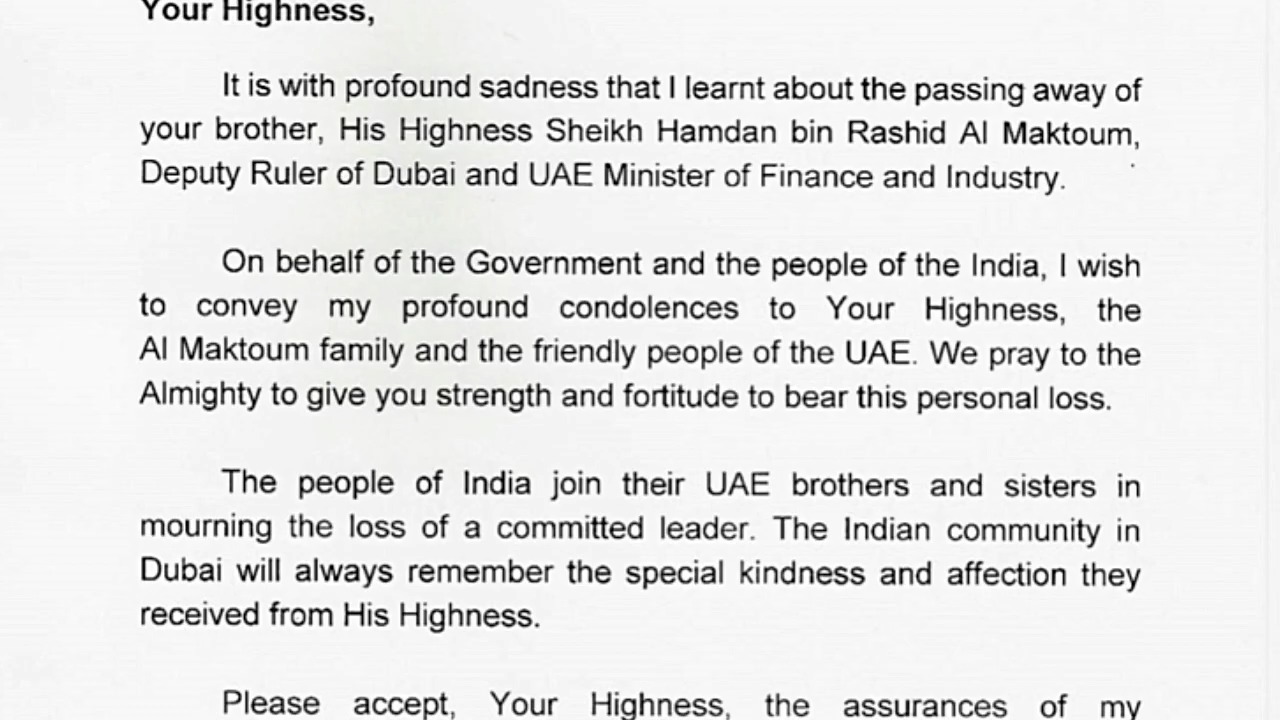 Your Highness,
It is with profound sadness that I learnt about the passing away of
your brother, His Highness Sheikh Hamdan bin Rashid Al Maktoum,
Deputy Ruler of Dubai and UAE Minister of Finance and Industry.
On behalf of the Government and the people of the India, I wish
to convey my profound condolences to Your Highness, the
Al Maktoum family and the friendly people of the UAE. We pray to the
Almighty to give you strength and fortitude to bear this personal loss.
The people of India join their UAE brothers and sisters in
mourning the loss of a committed leader. The Indian community in
Dubai will always remember the special kindness and affection they
received from His Highness.
Please accept, Your Highness, the assurances of my